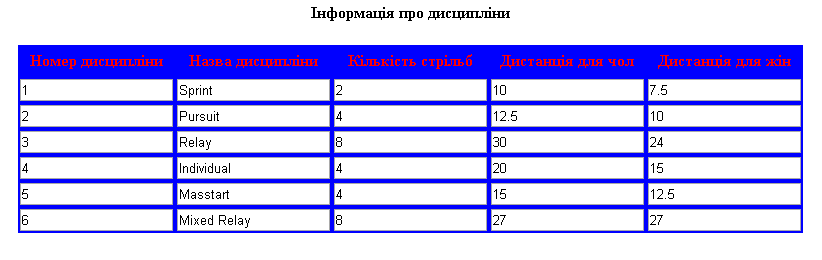 Інформація про дисципліни
Номер дисципліни Назва дисципліни Кількість стрільб Дистанція для чол Дистанція для жін
1 Sprint 2 10 7.5
2 Pursuit 4 12.5 10
3 Relay 8 30 24
4 Individual 4 20 15
5 Masstart 4 15 12.5
6 Mixed Relay 8 27 27